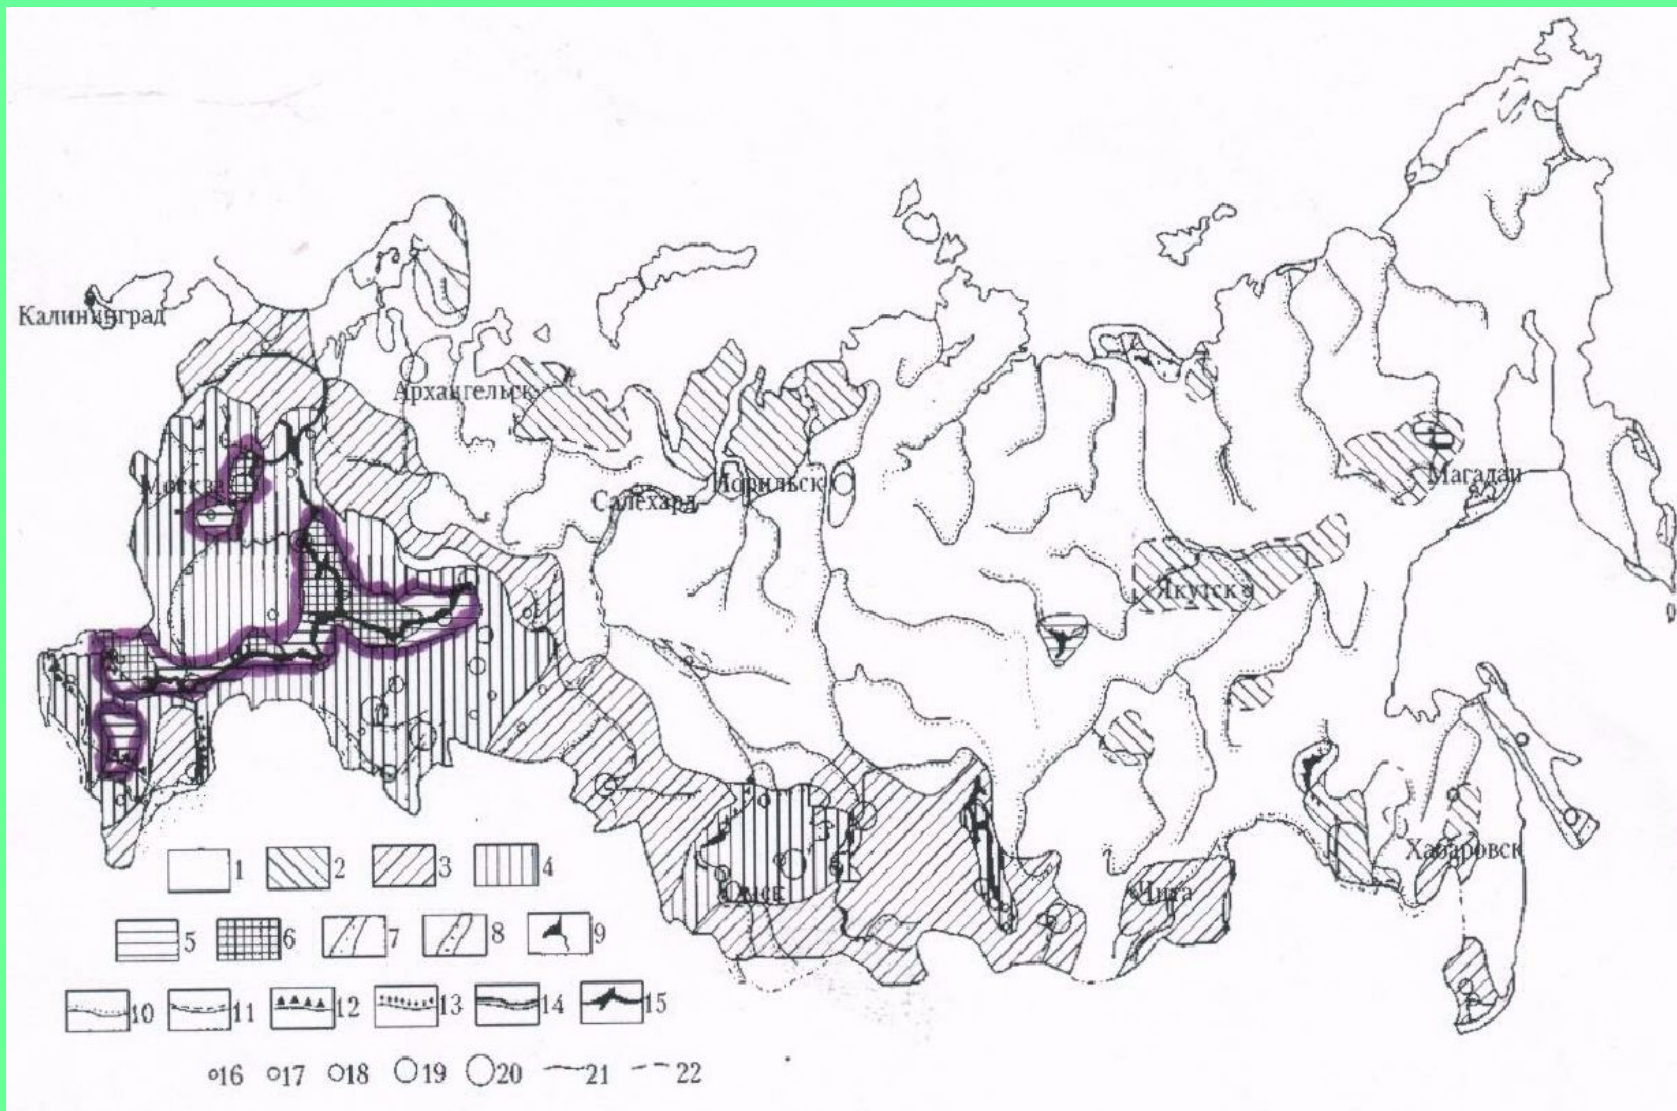 Калининград
Архангельск
Москва
Салехард
Норильск
Магадан
Якутск
Омск
Чита
Хабаровск
1 2 3 4
5 6 7 8 9
10 11 12 13 14 15
16 17 18 19 20 21 22